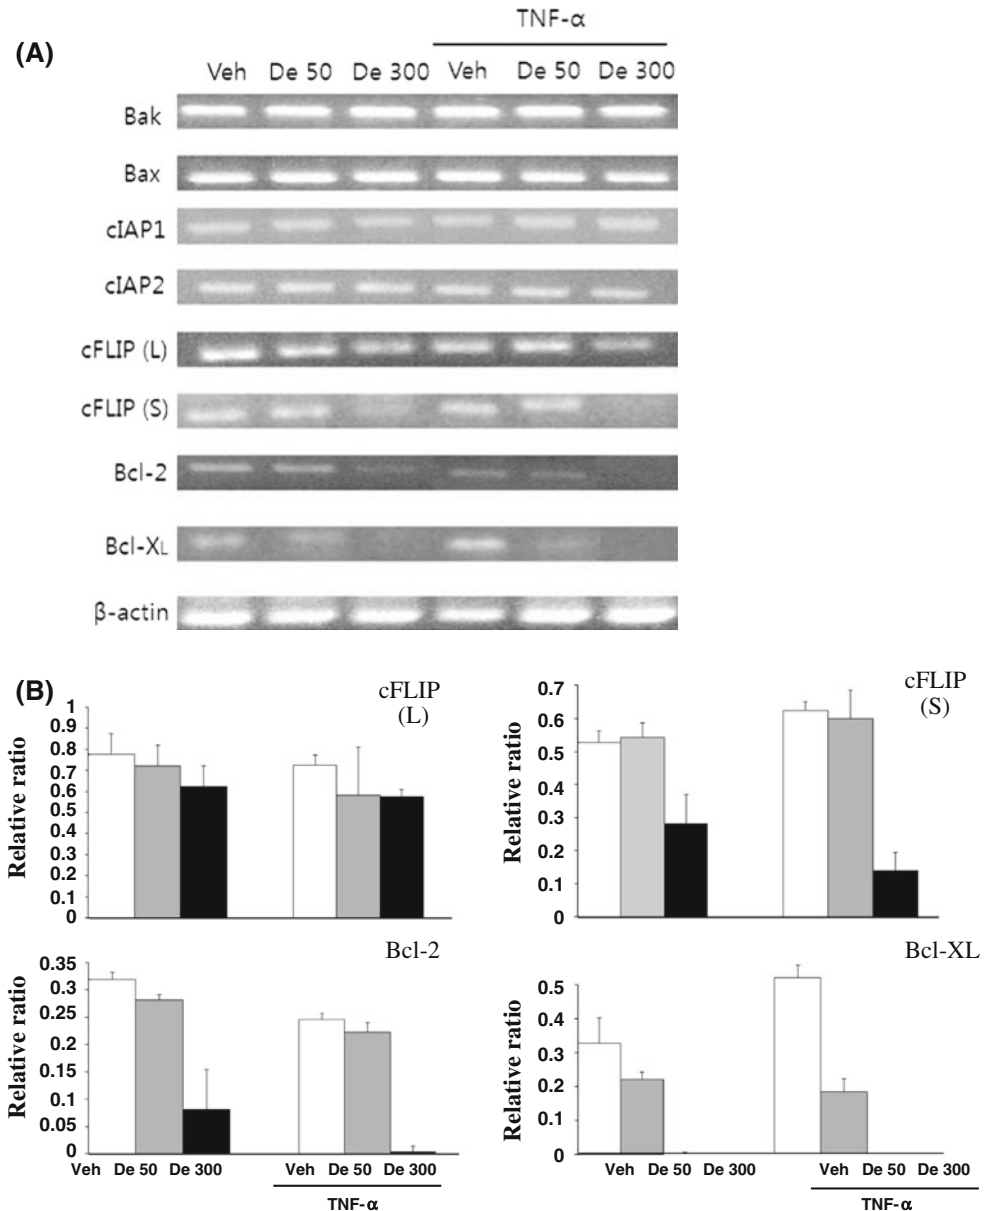 (A)
TNF-α
Veh De 50 De 300 Veh De 50 De 300
Bak
Bax
cIAP1
cIAP2
cFLIP (L)
cFLIP (S)
Bcl-2
Bcl-XL
β-actin
(B)
cFLIP
(L)
Relative ratio
1
0.9
0.8
0.7
0.6
0.5
0.4
0.3
0.2
0.1
0
cFLIP
(S)
Relative ratio
0.7
0.6
0.5
0.4
0.3
0.2
0.1
0
Bcl-2
Relative ratio
0.35
0.3
0.25
0.2
0.15
0.1
0.05
0
Veh De 50 De 300 Veh De 50 De 300
TNF-α
Bcl-XL
Relative ratio
0.5
0.4
0.3
0.2
0.1
0
Veh De 50 De 300 Veh De 50 De 300
TNF-α